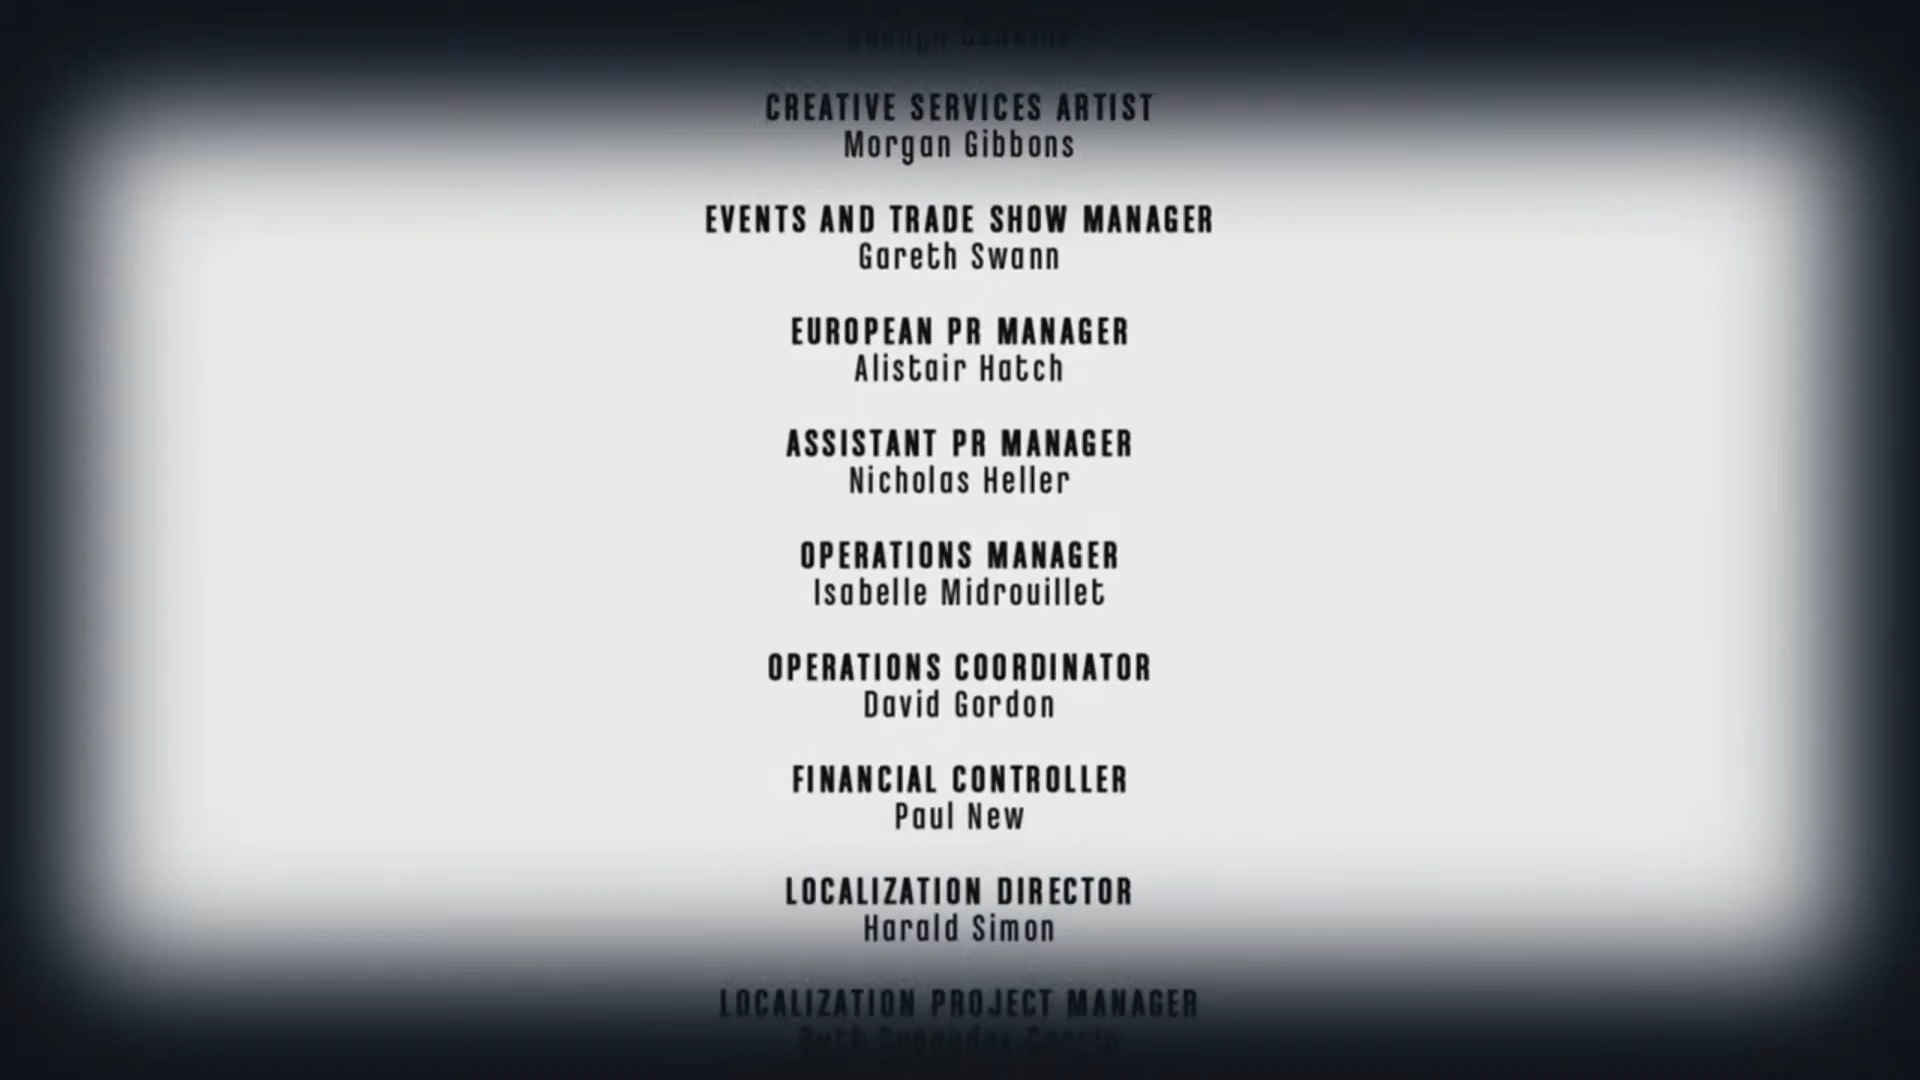 CREATIVE SERVICES ARTIST
Morgan Gibbons
EVENTS AND TRADE SHOW MANAGER
Gareth Swann
EUROPEAN PR MANAGER
Alistair Hatch
ASSISTANT PR MANAGER
Nicholas Heller
OPERATIONS MANAGER
Isabelle Midrouillet
OPERATIONS COORDINATOR
David Gordon
FINANCIAL CONTROLLER
Paul New
LOCALIZATION DIRECTOR
Harald Simon
LOCALIZATION PROJECT MANAGER